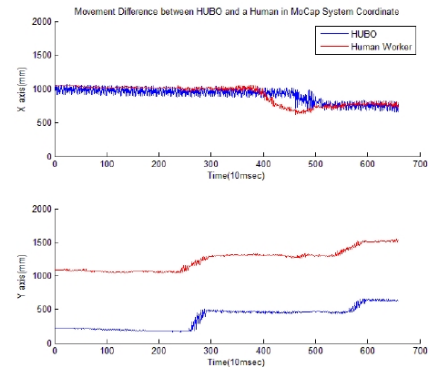 Movement Difference between HUBO and a Human in MoCap System Coordinate
2000
HUBO
Human Worker
1500
1000
500
0
X axis(mm)
0 100 200 300 400 500 600 700
Time(10msec)
2000
1500
1000
500
0
Y axis(mm)
0 100 200 300 400 500 600 700
Time(10msec)